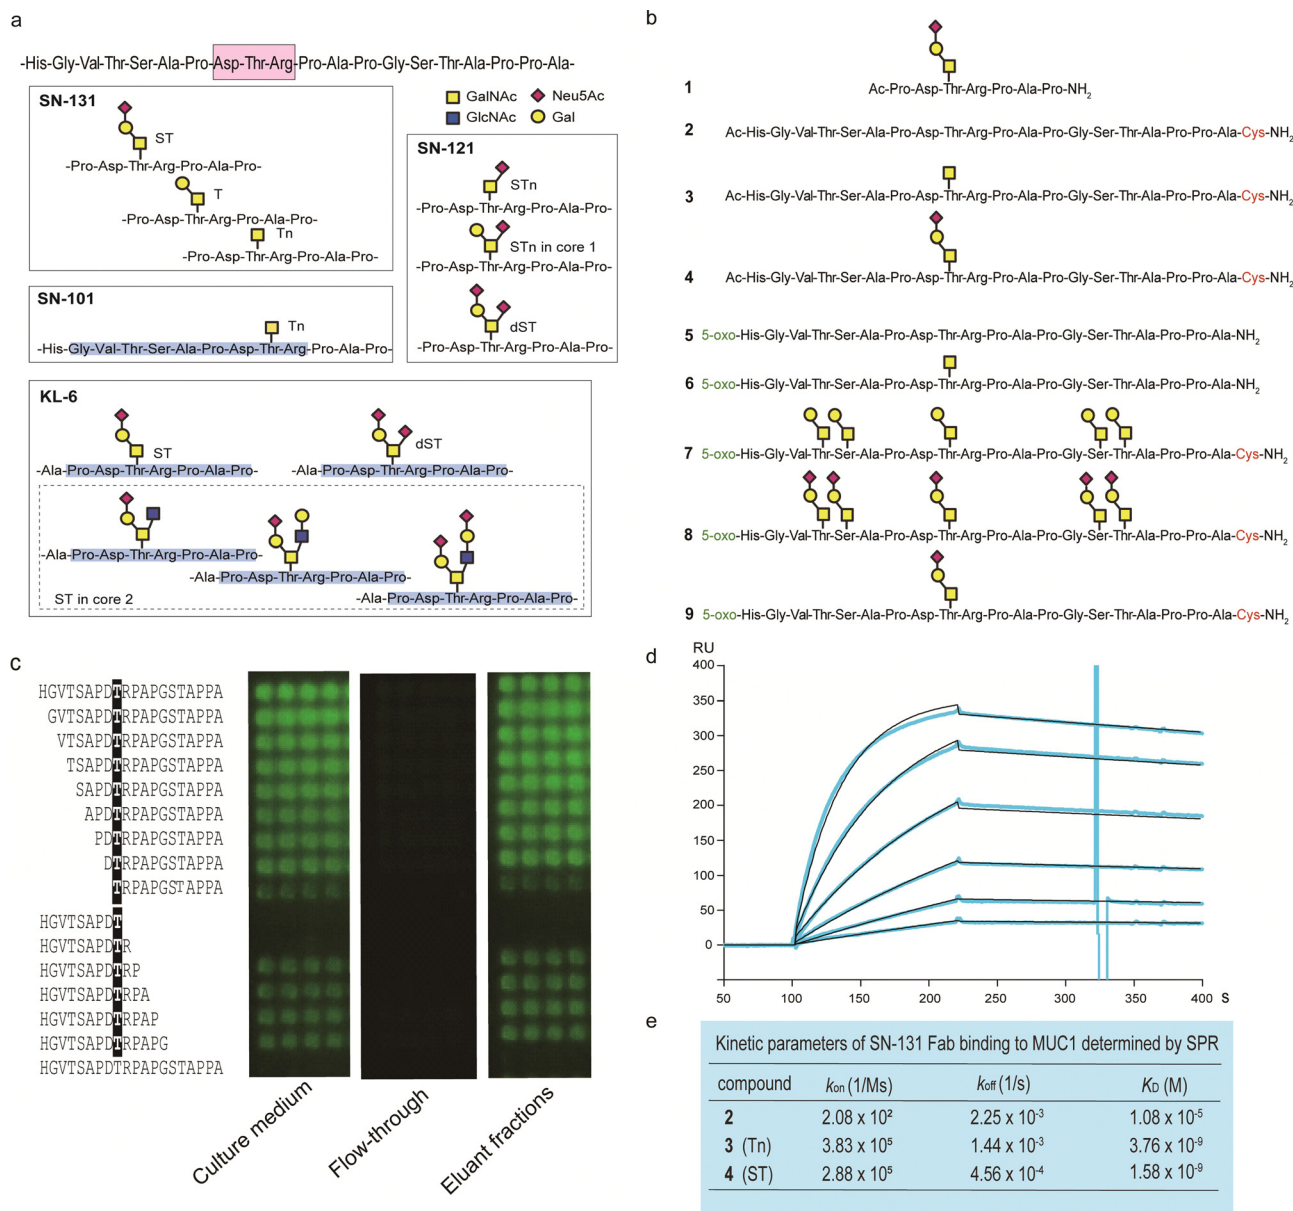 a
-His-Gly-Val-Thr-Ser-Ala-Pro-Asp-Thr-Arg-Pro-Ala-Pro-Gly-Ser-Thr-Ala-Pro-Pro-Ala-
SN-131
ST
-Pro-Asp-Thr-Arg-Pro-Ala-Pro-
T
-Pro-Asp-Thr-Arg-Pro-Ala-Pro-
Tn
-Pro-Asp-Thr-Arg-Pro-Ala-Pro-
GalNAc
Neu5Ac
GlcNAc
Gal
SN-121
STn
-Pro-Asp-Thr-Arg-Pro-Ala-Pro-
STn in core 1
-Pro-Asp-Thr-Arg-Pro-Ala-Pro-
dST
-Pro-Asp-Thr-Arg-Pro-Ala-Pro-
SN-101
Tn
-His-Gly-Val-Thr-Ser-Ala-Pro-Asp-Thr-Arg-Pro-Ala-Pro-
KL-6
ST
-Ala-Pro-Asp-Thr-Arg-Pro-Ala-Pro-
dST
-Ala-Pro-Asp-Thr-Arg-Pro-Ala-Pro-
-Ala-Pro-Asp-Thr-Arg-Pro-Ala-Pro-
-Ala-Pro-Asp-Thr-Arg-Pro-Ala-Pro-
-Ala-Pro-Asp-Thr-Arg-Pro-Ala-Pro-
ST in core 2
b
1 Ac-Pro-Asp-Thr-Arg-Pro-Ala-Pro-NH2
2 Ac-His-Gly-Val-Thr-Ser-Ala-Pro-Asp-Thr-Arg-Pro-Ala-Pro-Gly-Ser-Thr-Ala-Pro-Pro-Ala-Cys-NH2
3 Ac-His-Gly-Val-Thr-Ser-Ala-Pro-Asp-Thr-Arg-Pro-Ala-Pro-Gly-Ser-Thr-Ala-Pro-Pro-Ala-Cys-NH2
4 Ac-His-Gly-Val-Thr-Ser-Ala-Pro-Asp-Thr-Arg-Pro-Ala-Pro-Gly-Ser-Thr-Ala-Pro-Pro-Ala-Cys-NH2
5 5-oxo-His-Gly-Val-Thr-Ser-Ala-Pro-Asp-Thr-Arg-Pro-Ala-Pro-Gly-Ser-Thr-Ala-Pro-Pro-Ala-NH2
6 5-oxo-His-Gly-Val-Thr-Ser-Ala-Pro-Asp-Thr-Arg-Pro-Ala-Pro-Gly-Ser-Thr-Ala-Pro-Pro-Ala-NH2
7 5-oxo-His-Gly-Val-Thr-Ser-Ala-Pro-Asp-Thr-Arg-Pro-Ala-Pro-Gly-Ser-Thr-Ala-Pro-Pro-Ala-Cys-NH2
8 5-oxo-His-Gly-Val-Thr-Ser-Ala-Pro-Asp-Thr-Arg-Pro-Ala-Pro-Gly-Ser-Thr-Ala-Pro-Pro-Ala-Cys-NH2
9 5-oxo-His-Gly-Val-Thr-Ser-Ala-Pro-Asp-Thr-Arg-Pro-Ala-Pro-Gly-Ser-Thr-Ala-Pro-Pro-Ala-Cys-NH2
c
HGVTSAPDTRPAPGSTAPPA
GVTSAPDTRPAPGSTAPPA
VTSAPDTRPAPGSTAPPA
TSAPDTRPAPGSTAPPA
SAPDTRPAPGSTAPPA
APDTRPAPGSTAPPA
PDTRPAPGSTAPPA
DTRPAPGSTAPPA
TRPAPGSTAPPA
HGVTSAPDT
HGVTSAPDTR
HGVTSAPDTRP
HGVTSAPDTRPA
HGVTSAPDTRPAP
HGVTSAPDTRPAPG
HGVTSAPDTRPAPGSTAPPA
Culture medium
Flow-through
Eluant fractions
d
RU
400
350
300
250
200
150
100
50
0
50 100 150 200 250 300 350 400 S
e
Kinetic parameters of SN-131 Fab binding to MUC1 determined by SPR
compound kon (1/Ms) koff (1/s) KD (M)
2 2.08 x 10² 2.25 x 10⁻³ 1.08 x 10⁻⁵
3 (Tn) 3.83 x 10⁵ 1.44 x 10⁻³ 3.76 x 10⁻⁹
4 (ST) 2.88 x 10⁵ 4.56 x 10⁻⁴ 1.58 x 10⁻⁹